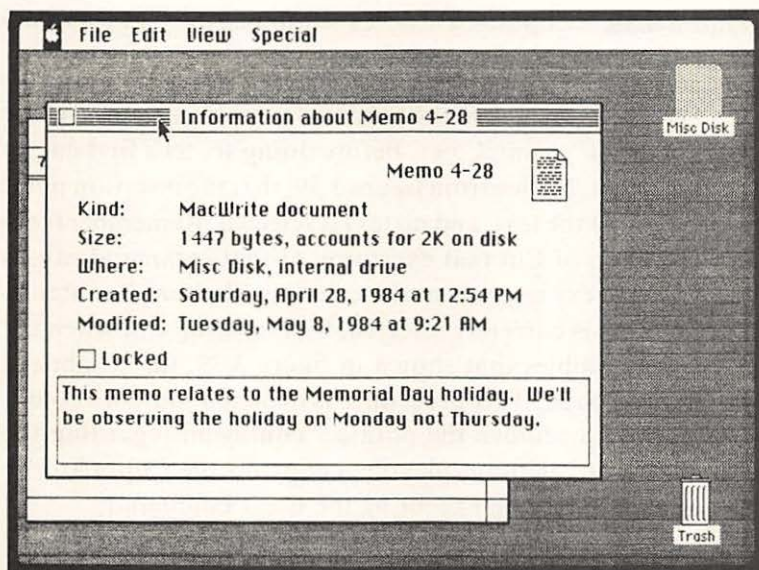 File Edit View Special
Misc Disk
Information about Memo 4-28
7
Memo 4-28
Kind: MacWrite document
Size: 1447 bytes, accounts for 2K on disk
Where: Misc Disk, internal drive
Created: Saturday, April 28, 1984 at 12:54 PM
Modified: Tuesday, May 8, 1984 at 9:21 AM
Locked
This memo relates to the Memorial Day holiday. We'll
be observing the holiday on Monday not Thursday.
Trash